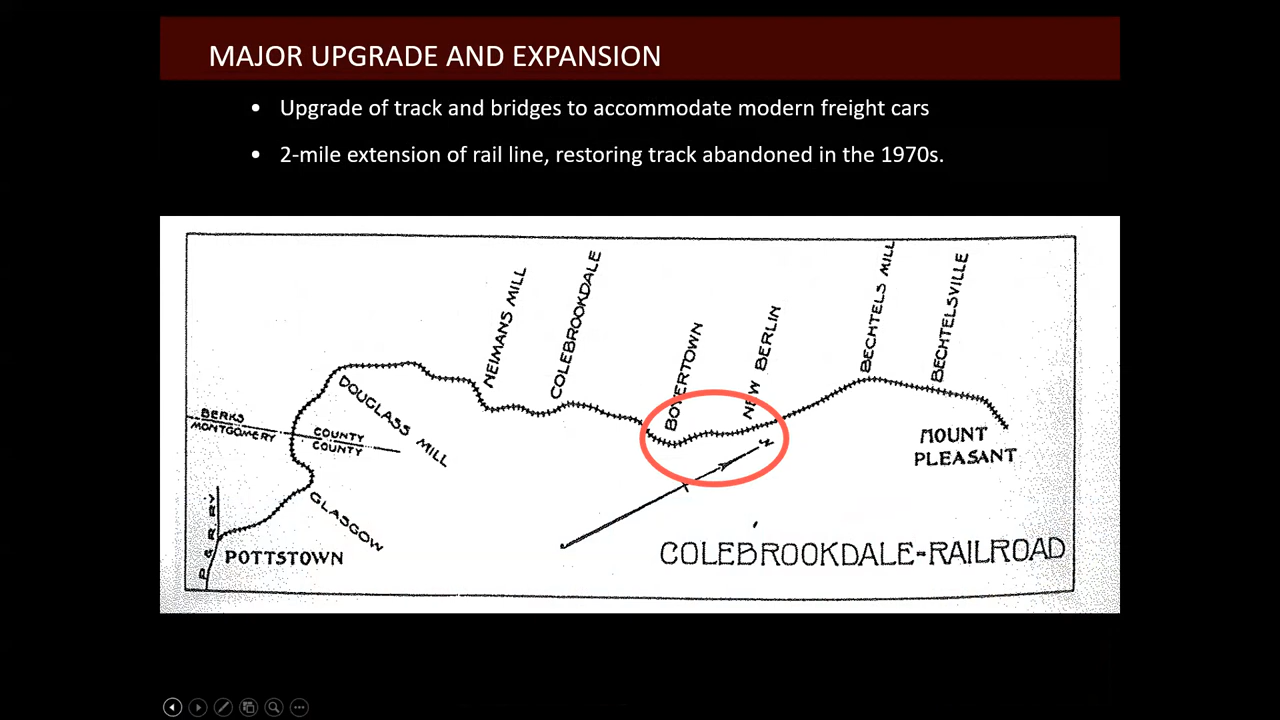 MAJOR UPGRADE AND EXPANSION
• Upgrade of track and bridges to accommodate modern freight cars
• 2-mile extension of rail line, restoring track abandoned in the 1970s.
NEIMANS MILL
COLEBROOKDALE
BOYERTOWN
NEW BERLIN
BECHTELS MILL
BECHTELSVILLE
DOUGLASS MILL
BERKS COUNTY
MONTGOMERY COUNTY
MOUNT
PLEASANT
GLASGOW
P & R. RY
POTTSTOWN
N
COLEBROOKDALE-RAILROAD